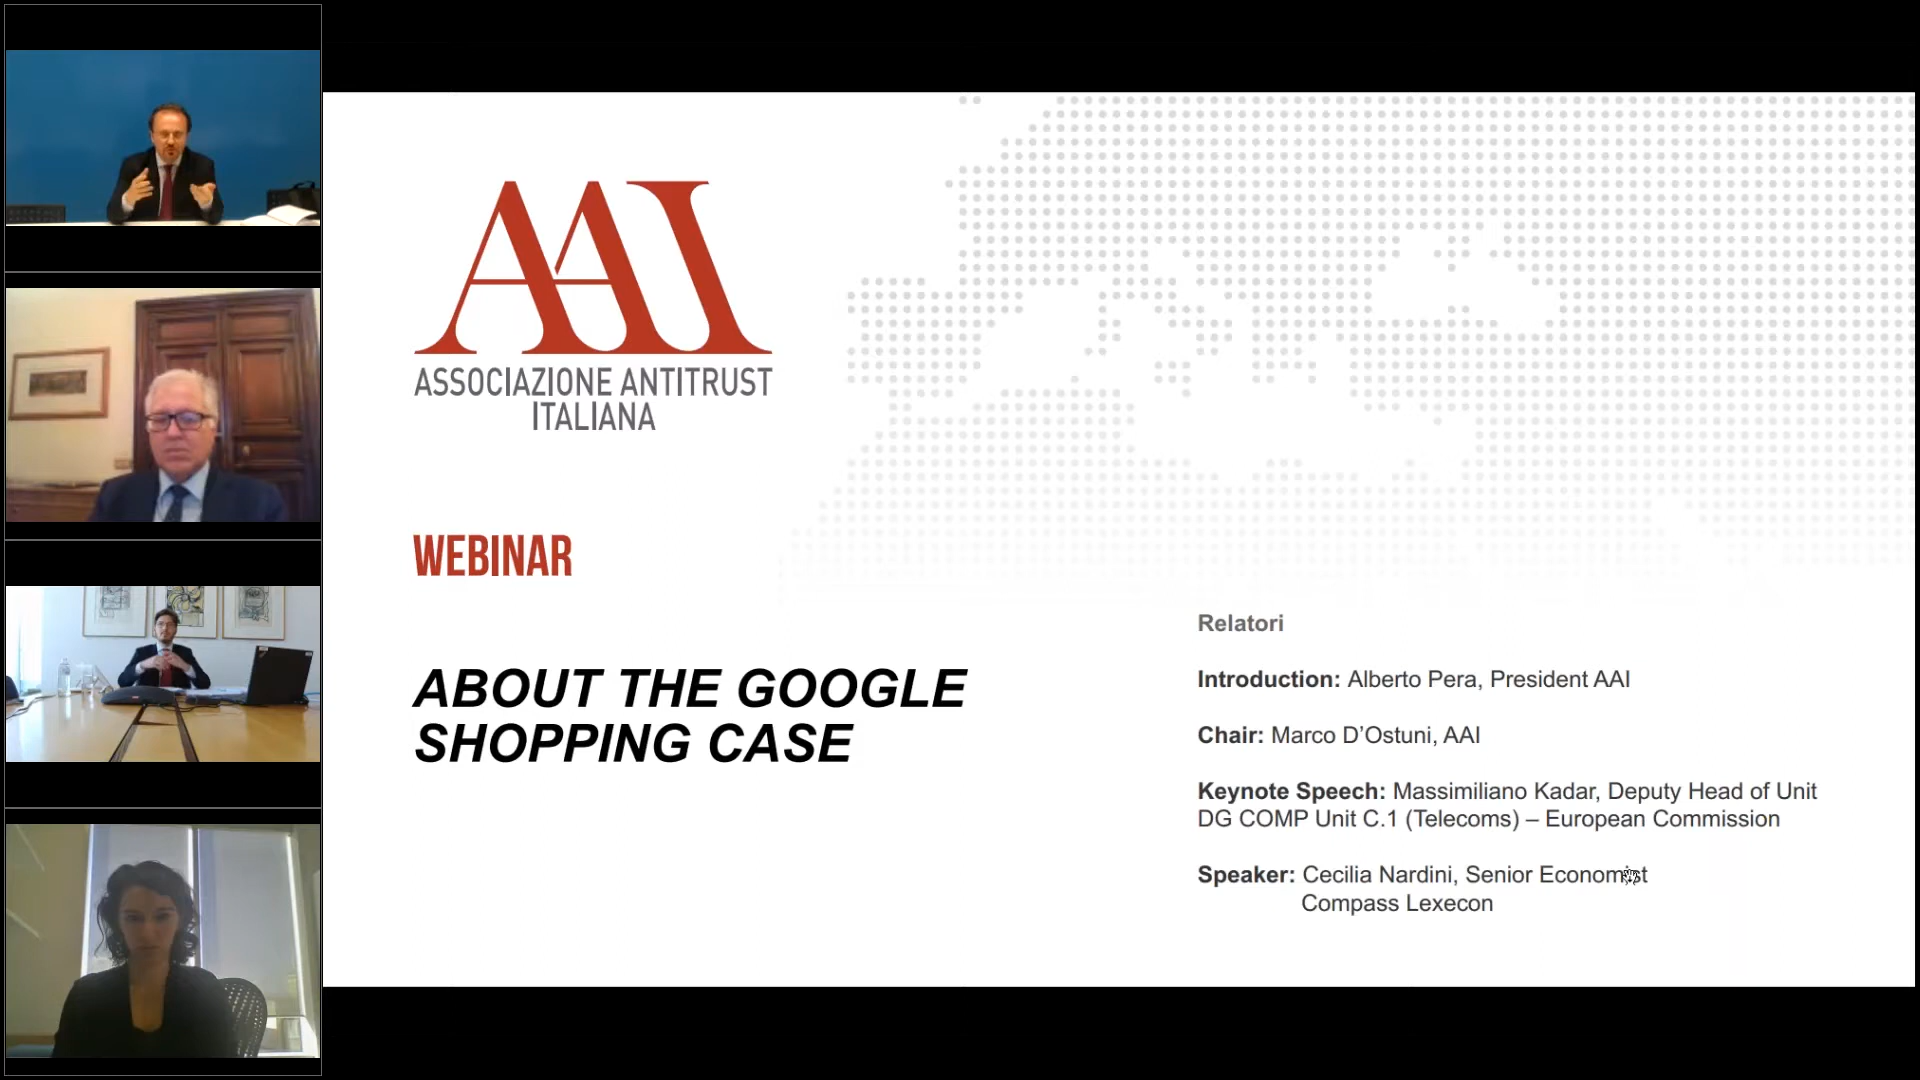 AAI
ASSOCIAZIONE ANTITRUST
ITALIANA
WEBINAR
ABOUT THE GOOGLE
SHOPPING CASE
Relatori
Introduction: Alberto Pera, President AAI
Chair: Marco D’Ostuni, AAI
Keynote Speech: Massimiliano Kadar, Deputy Head of Unit
DG COMP Unit C.1 (Telecoms) – European Commission
Speaker: Cecilia Nardini, Senior Economist
Compass Lexecon